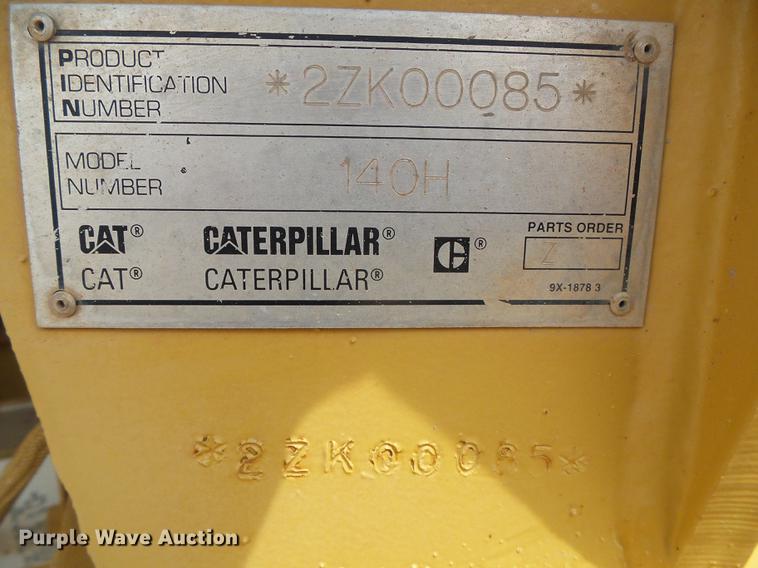 PRODUCT
IDENTIFICATION
NUMBER
*2ZK00085*
MODEL
NUMBER
140H
CAT® CATERPILLAR® C®
CAT® CATERPILLAR®
PARTS ORDER
Z
9X-1878 3
*2ZK00085*
Purple Wave Auction